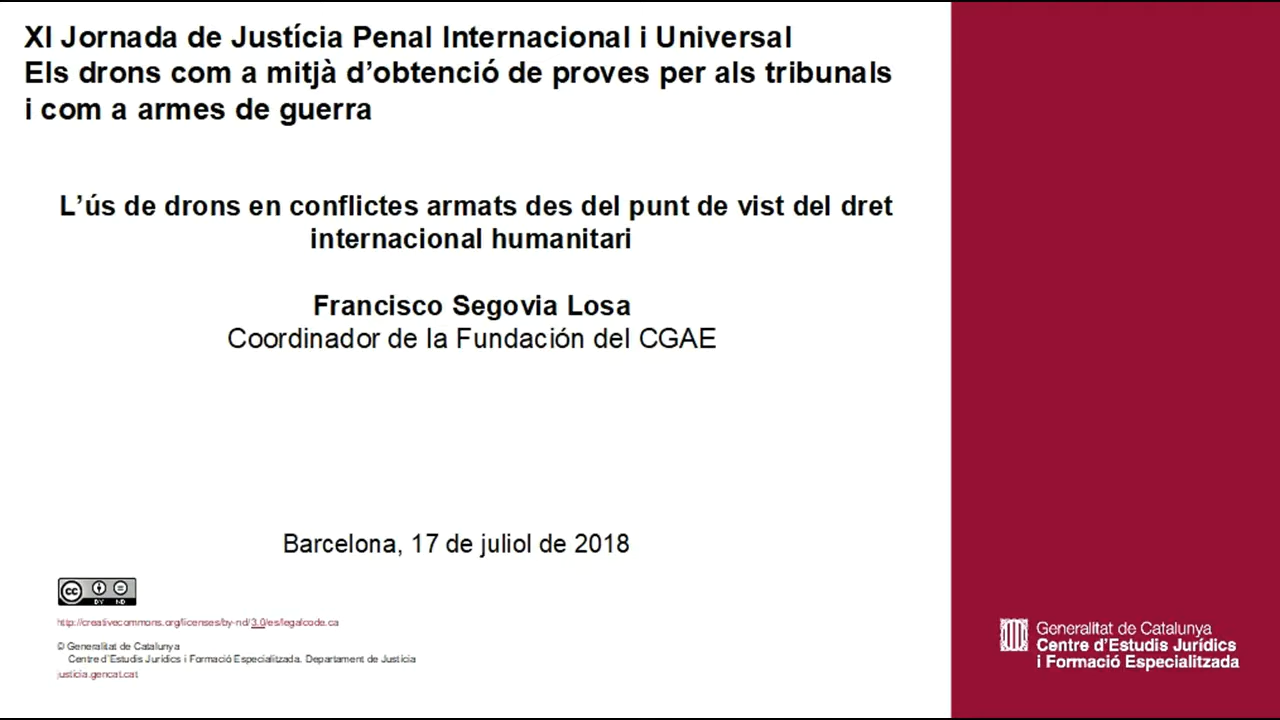 XI Jornada de Justícia Penal Internacional i Universal
Els drons com a mitjà d’obtenció de proves per als tribunals
i com a armes de guerra
L’ús de drons en conflictes armats des del punt de vist del dret
internacional humanitari
Francisco Segovia Losa
Coordinador de la Fundación del CGAE
Barcelona, 17 de juliol de 2018
cc
BY ND
http://creativecommons.org/licenses/by-nd/3.0/es/legalcode.ca
© Generalitat de Catalunya
Centre d’Estudis Jurídics i Formació Especialitzada. Departament de Justícia
justicia.gencat.cat
Generalitat de Catalunya
Centre d’Estudis Jurídics
i Formació Especialitzada